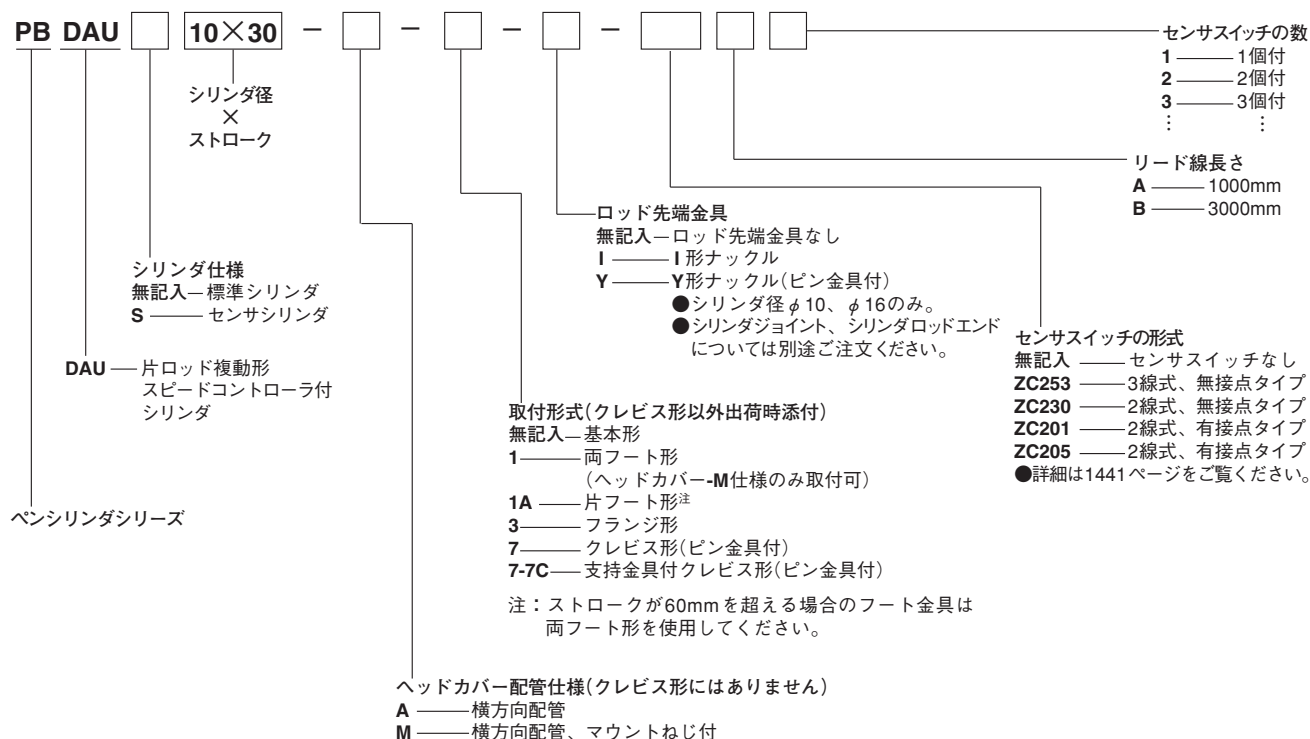 PB DAU □ 10×30 － □ － □ － □ － □ □ □
シリンダ径
×
ストローク
センサスイッチの数
1 ―― 1個付
2 ―― 2個付
3 ―― 3個付
⋮ ⋮
リード線長さ
A ―― 1000mm
B ―― 3000mm
センサスイッチの形式
無記入 ―― センサスイッチなし
ZC253 ―― 3線式、無接点タイプ
ZC230 ―― 2線式、無接点タイプ
ZC201 ―― 2線式、有接点タイプ
ZC205 ―― 2線式、有接点タイプ
●詳細は1441ページをご覧ください。
ロッド先端金具
無記入―ロッド先端金具なし
I ―― I 形ナックル
Y ―― Y形ナックル(ピン金具付)
●シリンダ径φ10、φ16のみ。
●シリンダジョイント、シリンダロッドエンド
については別途ご注文ください。
取付形式(クレビス形以外出荷時添付)
無記入―基本形
1 ―― 両フート形
(ヘッドカバー-M仕様のみ取付可)
1A ―― 片フート形注
3 ―― フランジ形
7 ―― クレビス形(ピン金具付)
7-7C ―― 支持金具付クレビス形(ピン金具付)
注：ストロークが60mmを超える場合のフート金具は
両フート形を使用してください。
ヘッドカバー配管仕様(クレビス形にはありません)
A ―― 横方向配管
M ―― 横方向配管、マウントねじ付
シリンダ仕様
無記入―標準シリンダ
S ―― センサシリンダ
DAU ―― 片ロッド複動形
スピードコントローラ付
シリンダ
ペンシリンダシリーズ